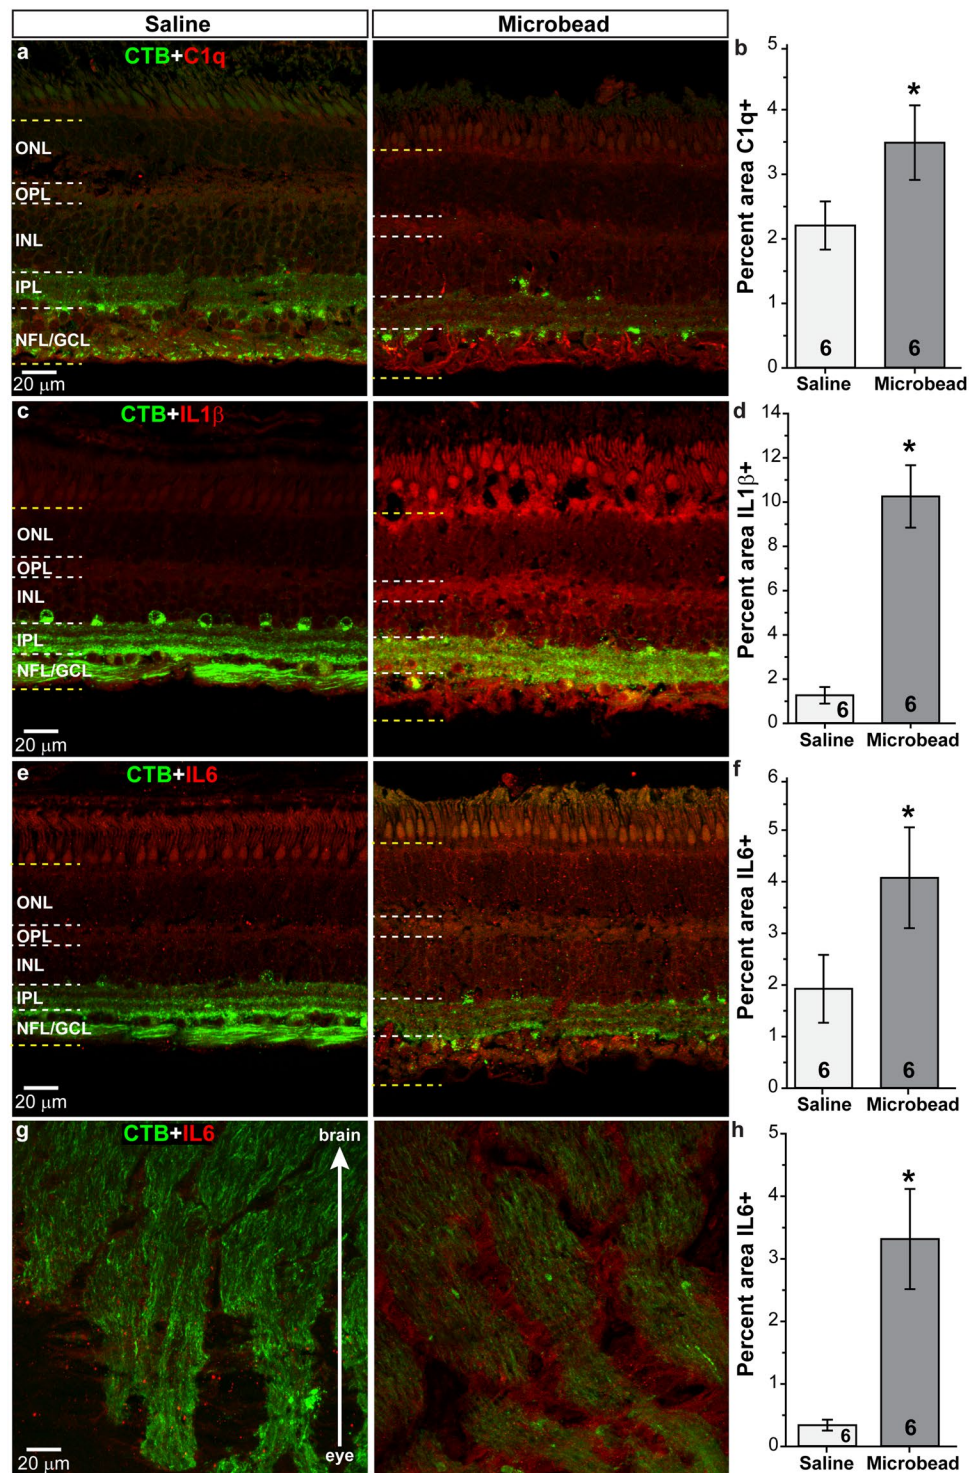 Saline
Microbead
a
CTB+C1q
ONL
OPL
INL
IPL
NFL/GCL
20 μm
b
Percent area C1q+
5
4
3
2
1
0
*
6
6
Saline
Microbead
c
CTB+IL1β
ONL
OPL
INL
IPL
NFL/GCL
20 μm
d
Percent area IL1β+
14
12
10
8
6
4
2
0
*
6
6
Saline
Microbead
e
CTB+IL6
ONL
OPL
INL
IPL
NFL/GCL
20 μm
f
Percent area IL6+
6
5
4
3
2
1
0
*
6
6
Saline
Microbead
g
CTB+IL6
brain
eye
20 μm
h
Percent area IL6+
5
4
3
2
1
0
*
6
6
Saline
Microbead